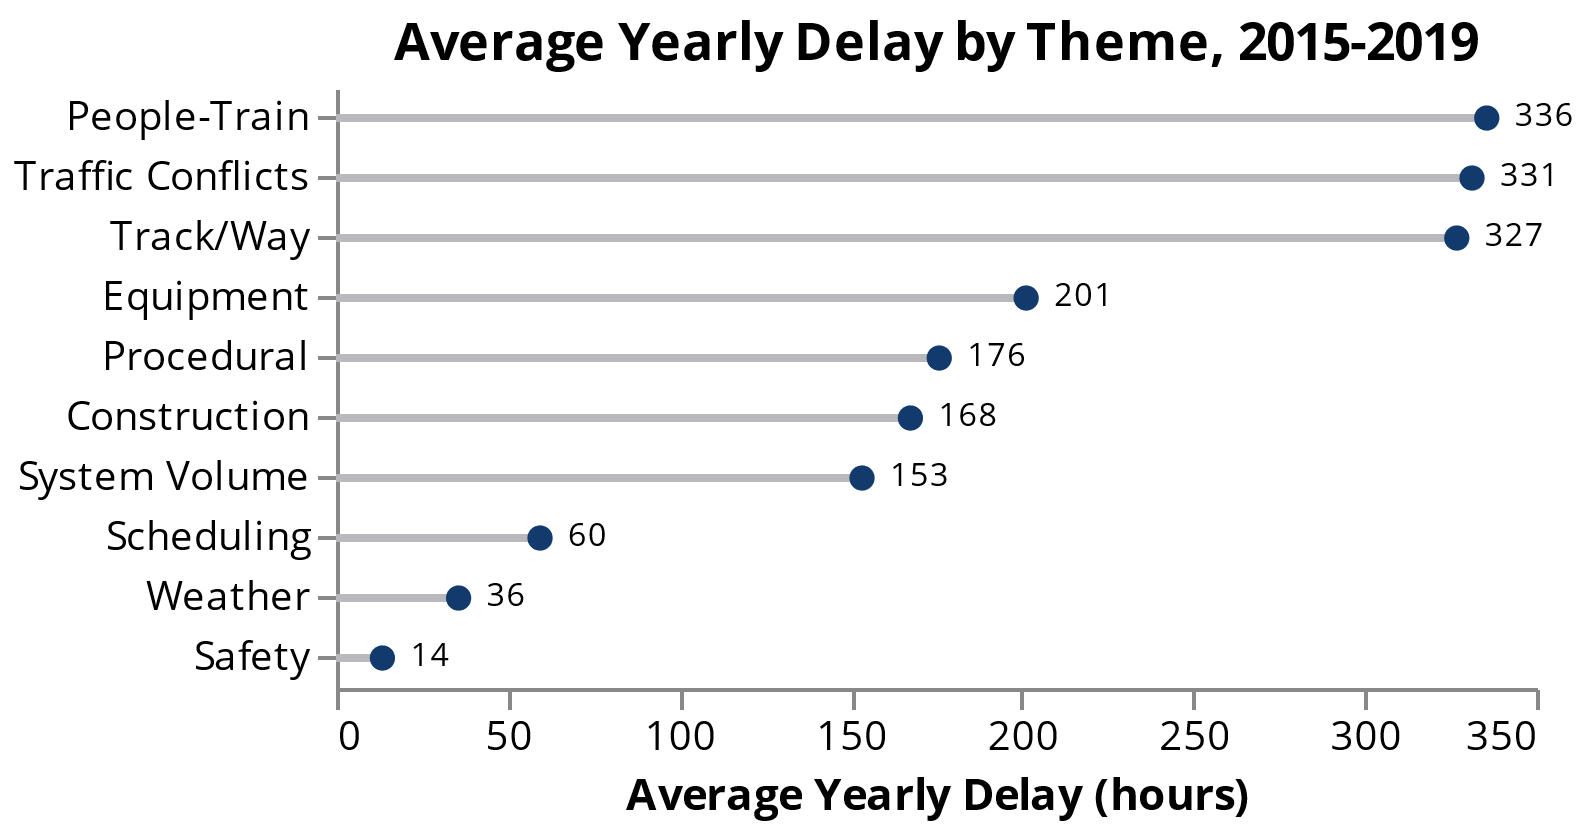 Average Yearly Delay by Theme, 2015-2019
People-Train 336
Traffic Conflicts 331
Track/Way 327
Equipment 201
Procedural 176
Construction 168
System Volume 153
Scheduling 60
Weather 36
Safety 14
0 50 100 150 200 250 300 350
Average Yearly Delay (hours)